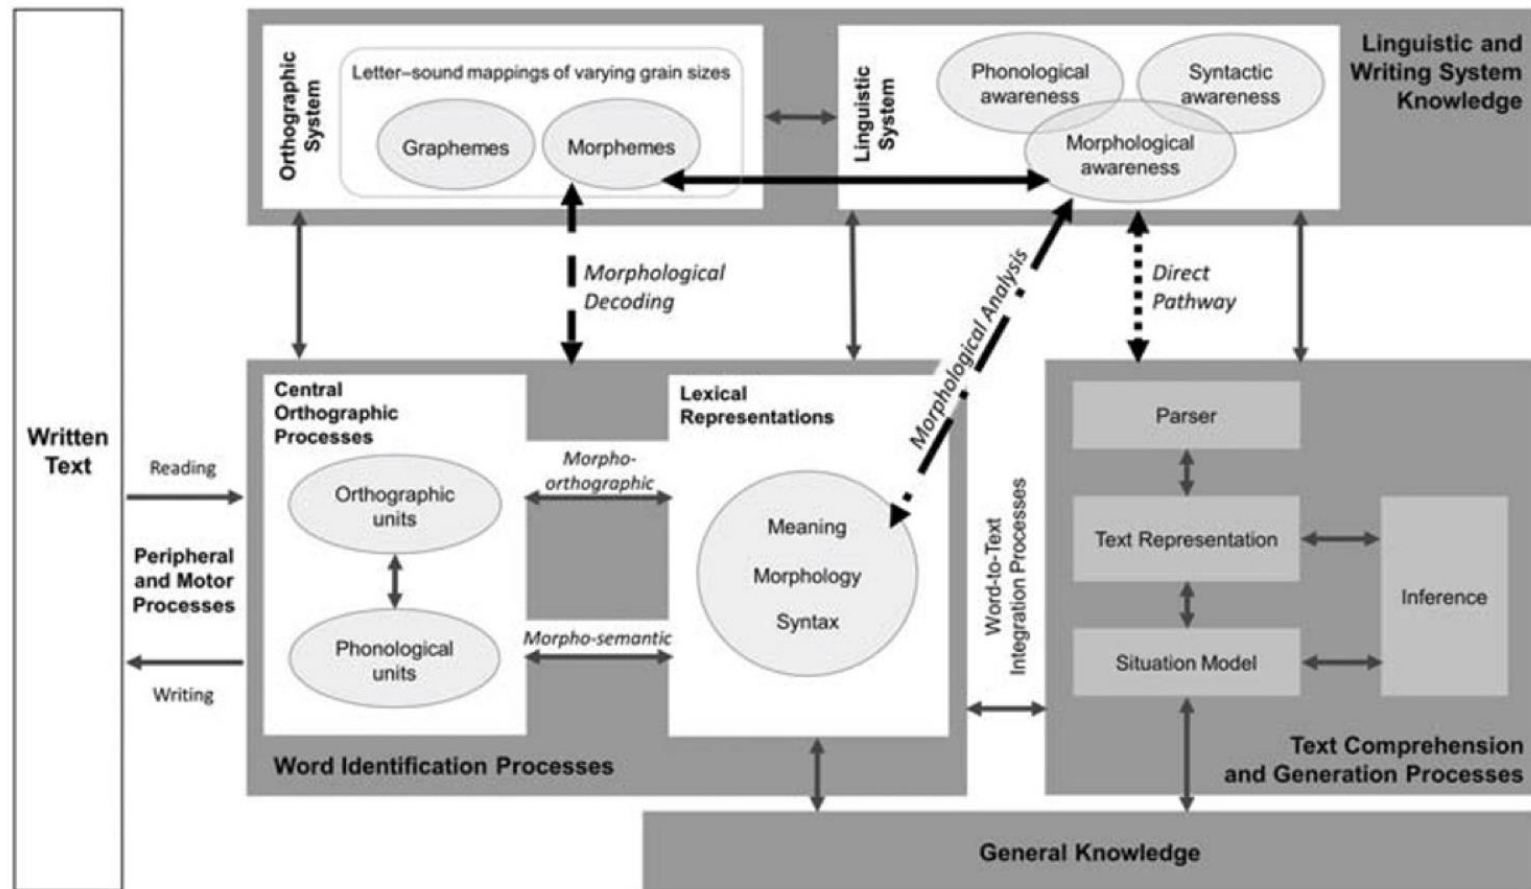 Linguistic and
Writing System
Knowledge
Orthographic
System
Letter–sound mappings of varying grain sizes
Graphemes
Morphemes
Linguistic
System
Phonological
awareness
Syntactic
awareness
Morphological
awareness
Morphological
Decoding
Morphological Analysis
Direct
Pathway
Written
Text
Reading
Peripheral
and Motor
Processes
Writing
Central
Orthographic
Processes
Orthographic
units
Phonological
units
Morpho-
orthographic
Morpho-semantic
Lexical
Representations
Meaning
Morphology
Syntax
Word Identification Processes
Word-to-Text
Integration Processes
Parser
Text Representation
Situation Model
Inference
Text Comprehension
and Generation Processes
General Knowledge